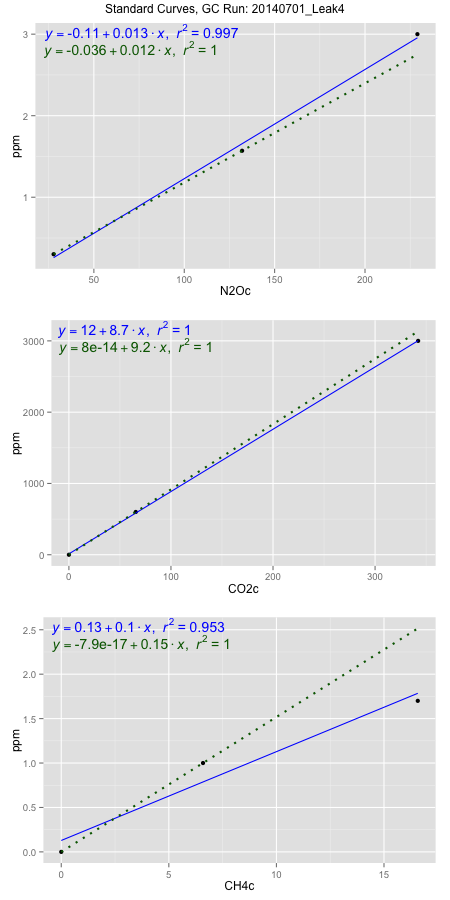 Standard Curves, GC Run: 20140701_Leak4
y = -0.11 + 0.013 · x, r² = 0.997
y = -0.036 + 0.012 · x, r² = 1
3
2
1
ppm
50 100 150 200
N2Oc
y = 12 + 8.7 · x, r² = 1
y = 8e-14 + 9.2 · x, r² = 1
3000
2000
1000
0
ppm
0 100 200 300
CO2c
y = 0.13 + 0.1 · x, r² = 0.953
y = -7.9e-17 + 0.15 · x, r² = 1
2.5
2.0
1.5
1.0
0.5
0.0
ppm
0 5 10 15
CH4c